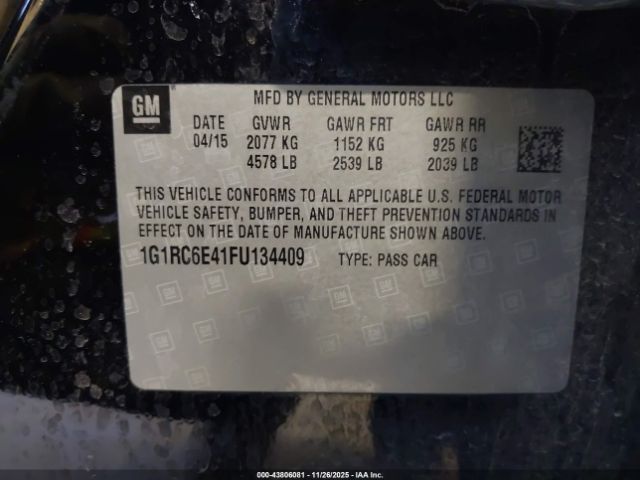 GM
MFD BY GENERAL MOTORS LLC
DATE GVWR GAWR FRT GAWR RR
04/15 2077 KG 1152 KG 925 KG
4578 LB 2539 LB 2039 LB
THIS VEHICLE CONFORMS TO ALL APPLICABLE U.S. FEDERAL MOTOR
VEHICLE SAFETY, BUMPER, AND THEFT PREVENTION STANDARDS IN
EFFECT ON THE DATE OF MANUFACTURE SHOWN ABOVE.
1G1RC6E41FU134409 TYPE: PASS CAR
000-43806081 - 11/26/2025 - IAA Inc.